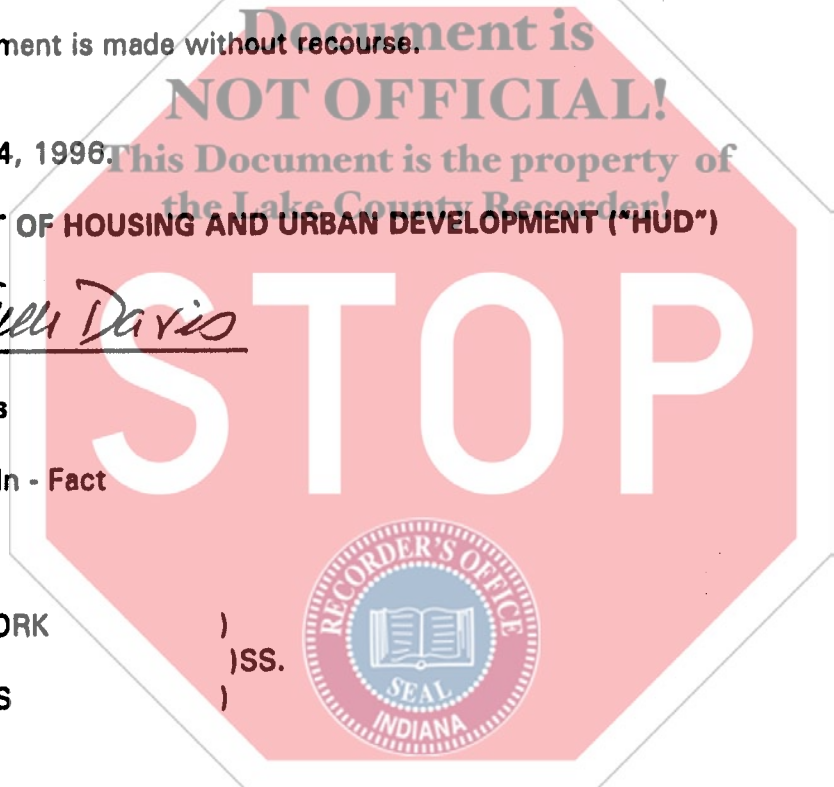 Document is
ment is made without recourse.
NOT OFFICIAL!
4, 1996.
This Document is the property of
the Lake County Recorder!
OF HOUSING AND URBAN DEVELOPMENT ("HUD")
Davis
s
STOP
In - Fact
RECORDER'S OFFICE
ORK )
)SS.
S )
SEAL
INDIANA